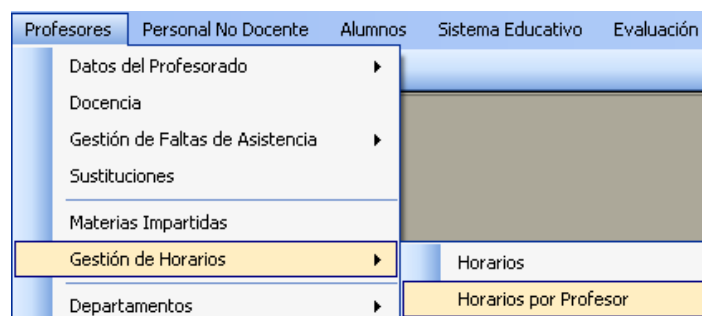 Profesores Personal No Docente Alumnos Sistema Educativo Evaluación
Datos del Profesorado
Docencia
Gestión de Faltas de Asistencia
Sustituciones
Materias Impartidas
Gestión de Horarios
Horarios
Departamentos
Horarios por Profesor